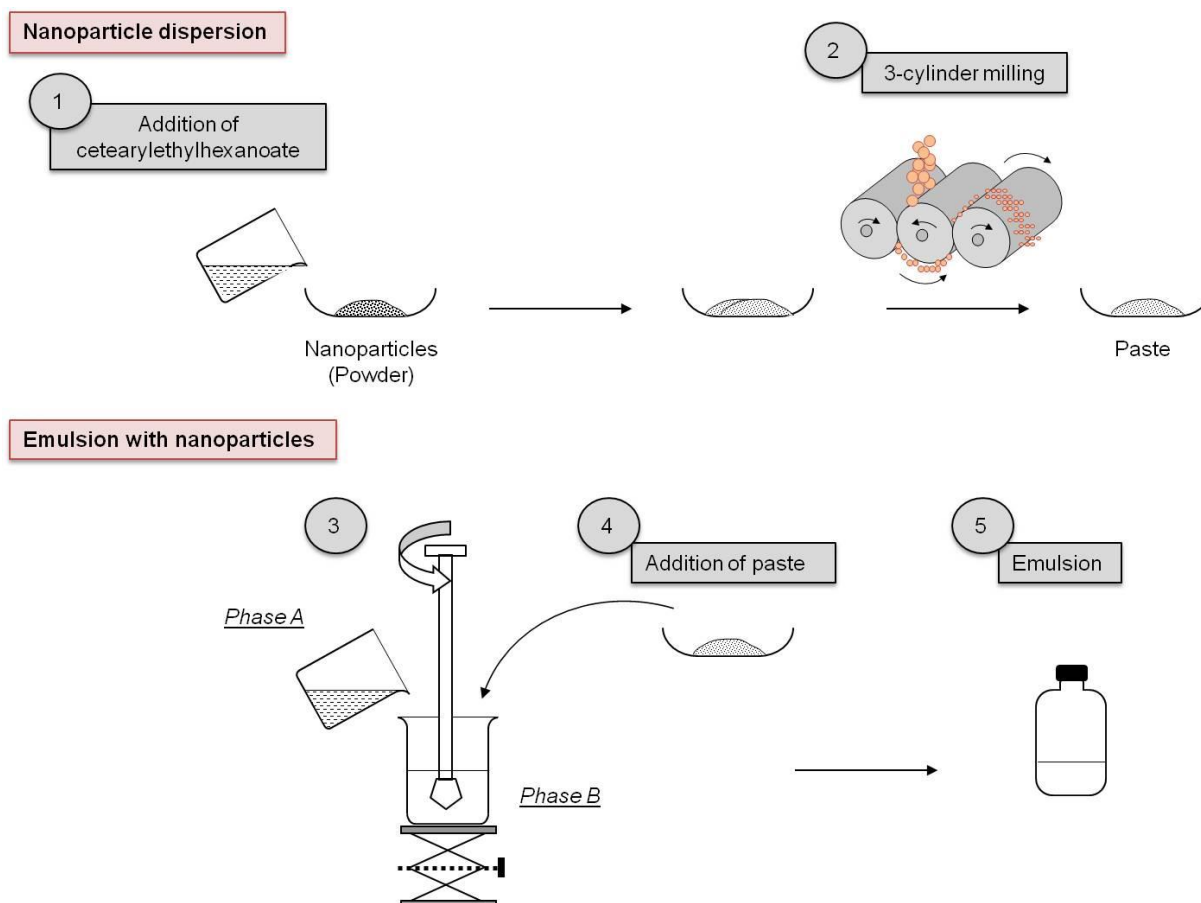 Nanoparticle dispersion
1
Addition of
cetearylethylhexanoate
2
3-cylinder milling
Nanoparticles
(Powder)
Paste
Emulsion with nanoparticles
3
Phase A
Phase B
4
Addition of paste
5
Emulsion